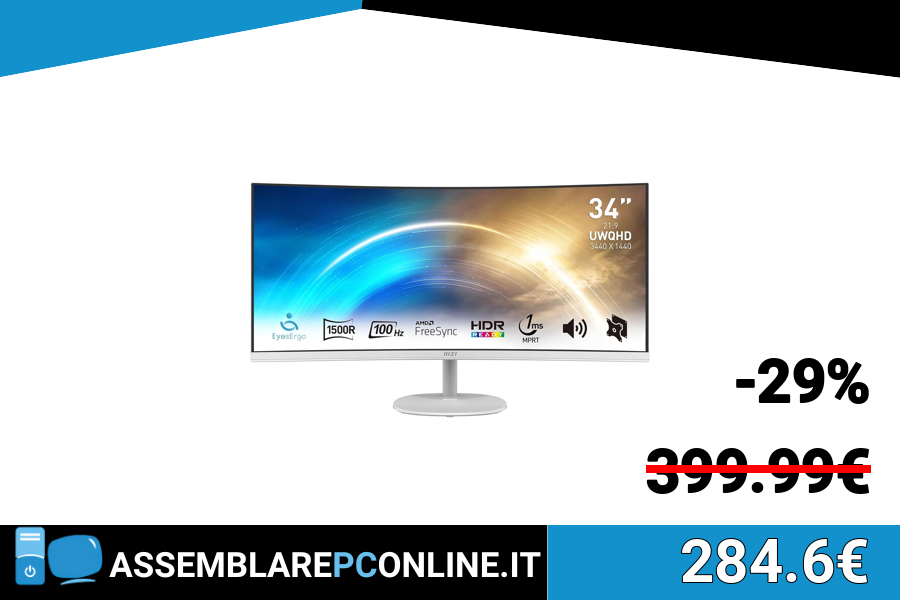 34”
21:9
UWQHD
3440 X 1440
EyesErgo
1500R
100Hz
AMD
FreeSync
HDR
READY
1ms
MPRT
msi
-29%
399.99€
ASSEMBLAREPCONLINE.IT
284.6€